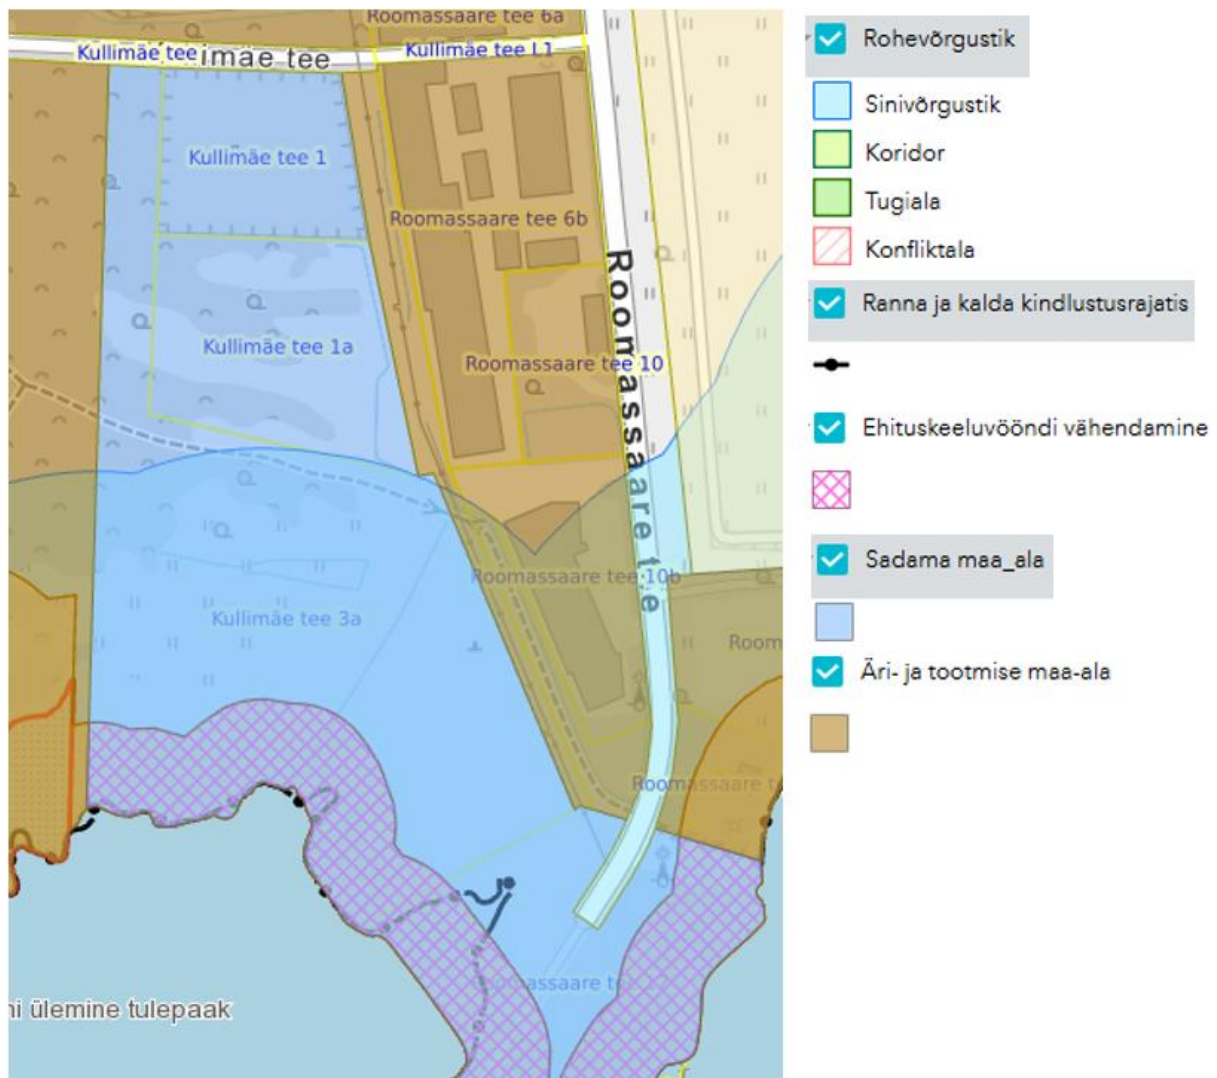 Roomassaare tee 6a
Kullimäe tee
imäe tee
Kullimäe tee L1
Kullimäe tee 1
Roomassaare tee 6b
Roomassaare tee
Kullimäe tee 1a
Roomassaare tee 10
Roomassaare tee 10b
Kullimäe tee 3a
Room
Roomassaare t
assaare t
ni ülemine tulepaak
Rohevõrgustik
Sinivõrgustik
Koridor
Tugiala
Konfliktala
Ranna ja kalda kindlustusrajatis
Ehituskeeluvööndi vähendamine
Sadama maa_ala
Äri- ja tootmise maa-ala